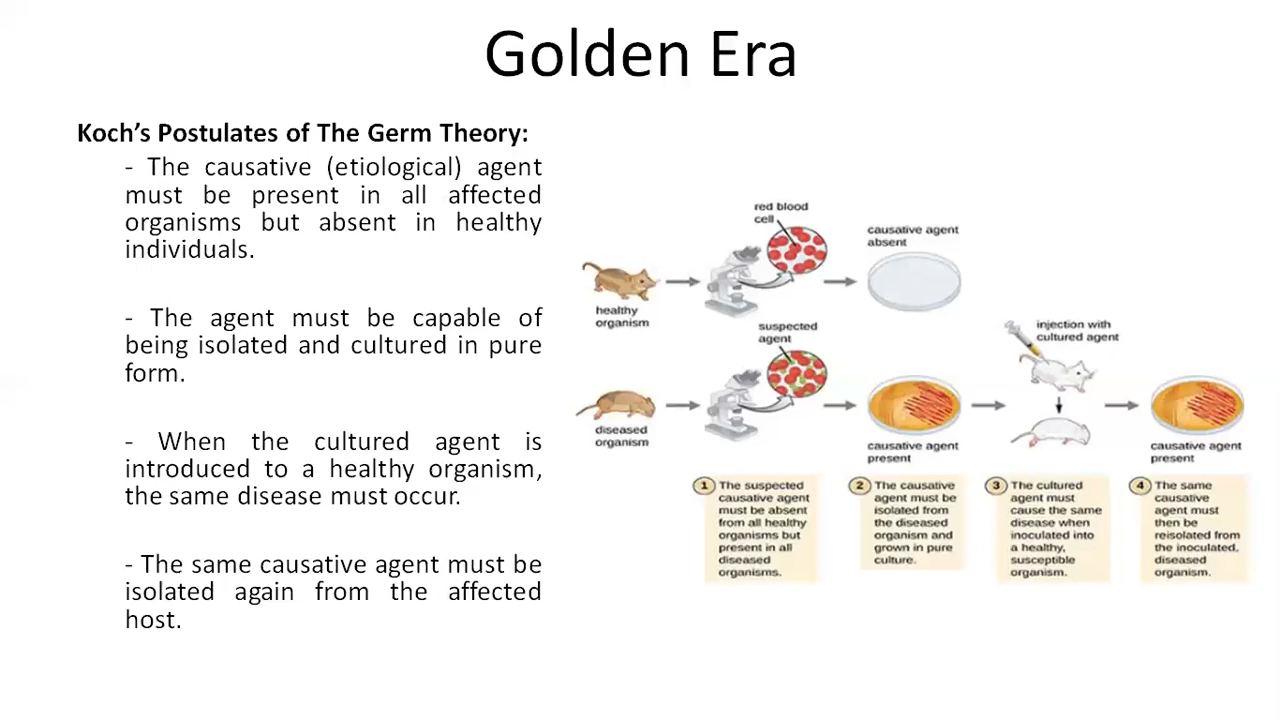 Golden Era
Koch's Postulates of The Germ Theory:
- The causative (etiological) agent
must be present in all affected
organisms but absent in healthy
individuals.
- The agent must be capable of
being isolated and cultured in pure
form.
- When the cultured agent is
introduced to a healthy organism,
the same disease must occur.
- The same causative agent must be
isolated again from the affected
host.
red blood
cell
causative agent
absent
healthy
organism
suspected
agent
injection with
cultured agent
diseased
organism
causative agent
present
causative agent
present
1 The suspected
causative agent
must be absent
from all healthy
organisms but
present in all
diseased
organisms.
2 The causative
agent must be
isolated from
the diseased
organism and
grown in pure
culture.
3 The cultured
agent must
cause the same
disease when
inoculated into
a healthy,
susceptible
organism.
4 The same
causative
agent must
then be
reisolated from
the inoculated,
diseased
organism.